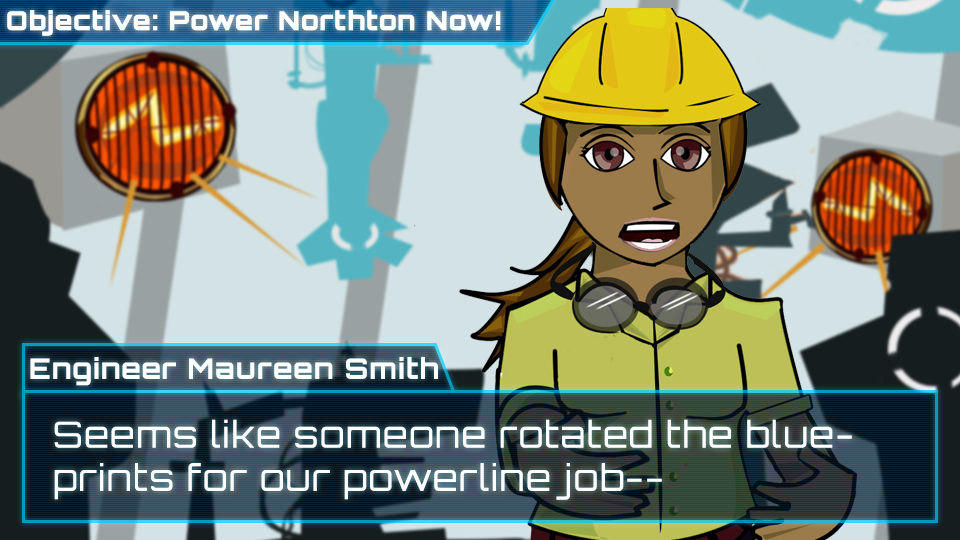 Objective: Power Northton Now!
Engineer Maureen Smith
Seems like someone rotated the blue-
prints for our powerline job--